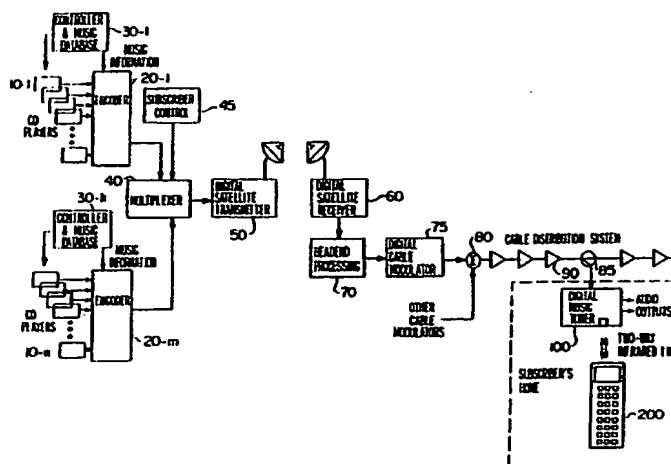 CONTROLLER
& MUSIC
DATABASE
30-1
MUSIC
INFORMATION
10-1
20-1
ENCODER
SUBSCRIBER
CONTROL
45
CD
PLAYERS
40
MULTIPLEXER
DIGITAL
SATELLITE
TRANSMITTER
50
DIGITAL
SATELLITE
RECEIVER
60
30-k
CONTROLLER
& MUSIC
DATABASE
MUSIC
INFORMATION
ENCODER
CD
PLAYERS
10-n
20-m
HEADEND
PROCESSING
70
75
DIGITAL
CABLE
MODULATOR
80
Σ
CABLE DISTRIBUTION SYSTEM
90
85
OTHER
CABLE
MODULATORS
DIGITAL
MUSIC
TUNER
100
AUDIO
OUTPUTS
TWO-WAY
INFRARED
SUBSCRIBER'S
HOME
200